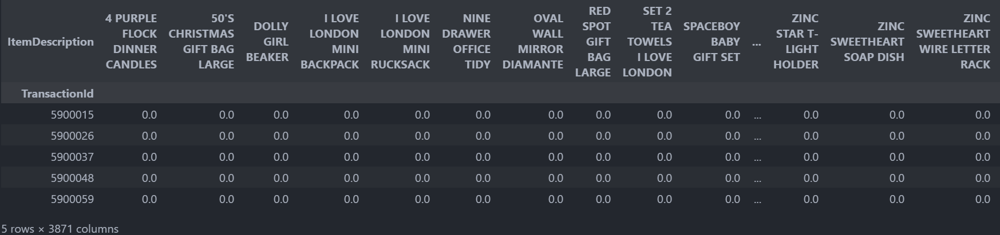 ItemDescription 4 PURPLE FLOCK DINNER CANDLES 50'S CHRISTMAS GIFT BAG LARGE DOLLY GIRL BEAKER I LOVE LONDON MINI BACKPACK I LOVE LONDON MINI RUCKSACK NINE DRAWER OFFICE TIDY OVAL WALL MIRROR DIAMANTE RED SPOT GIFT BAG LARGE SET 2 TEA TOWELS I LOVE LONDON SPACEBOY BABY GIFT SET ... ZINC STAR T-LIGHT HOLDER ZINC SWEETHEART SOAP DISH ZINC SWEETHEART WIRE LETTER RACK
TransactionId
5900015 0.0 0.0 0.0 0.0 0.0 0.0 0.0 0.0 0.0 0.0 ... 0.0 0.0 0.0
5900026 0.0 0.0 0.0 0.0 0.0 0.0 0.0 0.0 0.0 0.0 ... 0.0 0.0 0.0
5900037 0.0 0.0 0.0 0.0 0.0 0.0 0.0 0.0 0.0 0.0 ... 0.0 0.0 0.0
5900048 0.0 0.0 0.0 0.0 0.0 0.0 0.0 0.0 0.0 0.0 ... 0.0 0.0 0.0
5900059 0.0 0.0 0.0 0.0 0.0 0.0 0.0 0.0 0.0 0.0 ... 0.0 0.0 0.0
5 rows × 3871 columns